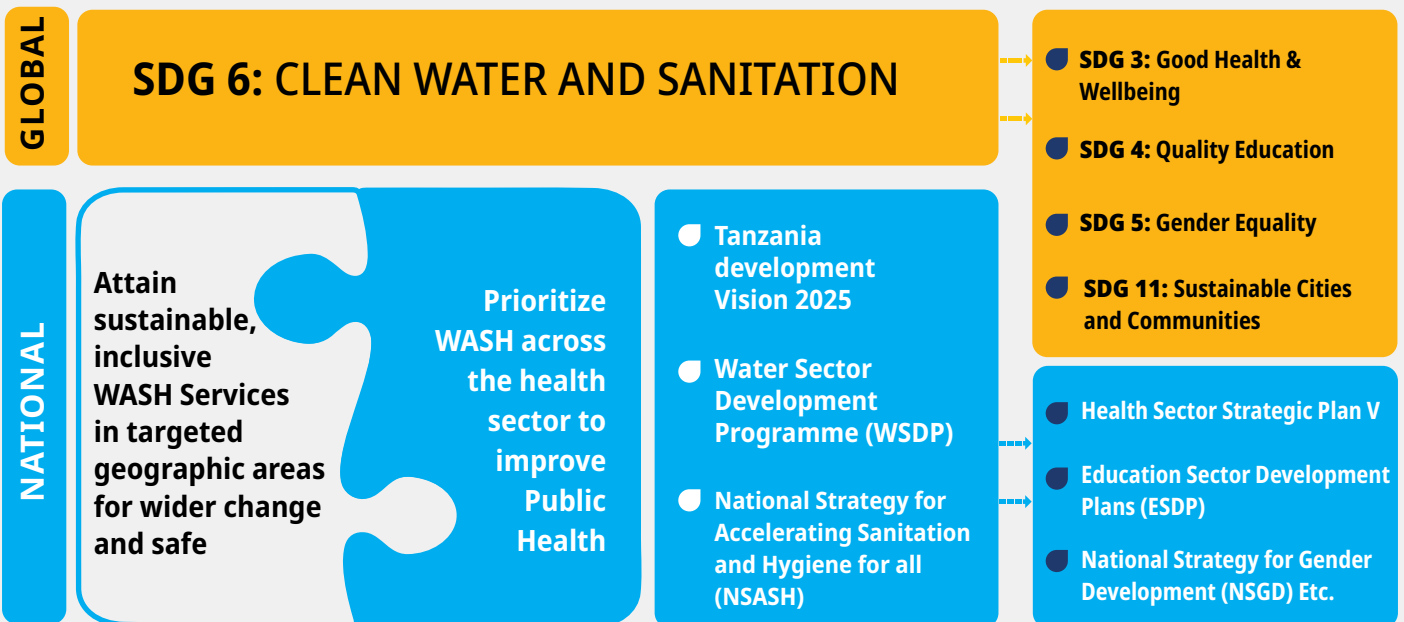 GLOBAL
SDG 6: CLEAN WATER AND SANITATION
SDG 3: Good Health &
Wellbeing
SDG 4: Quality Education
SDG 5: Gender Equality
SDG 11: Sustainable Cities
and Communities
NATIONAL
Attain
sustainable,
inclusive
WASH Services
in targeted
geographic areas
for wider change
and safe
Prioritize
WASH across
the health
sector to
improve
Public
Health
Tanzania
development
Vision 2025
Water Sector
Development
Programme (WSDP)
National Strategy for
Accelerating Sanitation
and Hygiene for all
(NSASH)
Health Sector Strategic Plan V
Education Sector Development
Plans (ESDP)
National Strategy for Gender
Development (NSGD) Etc.